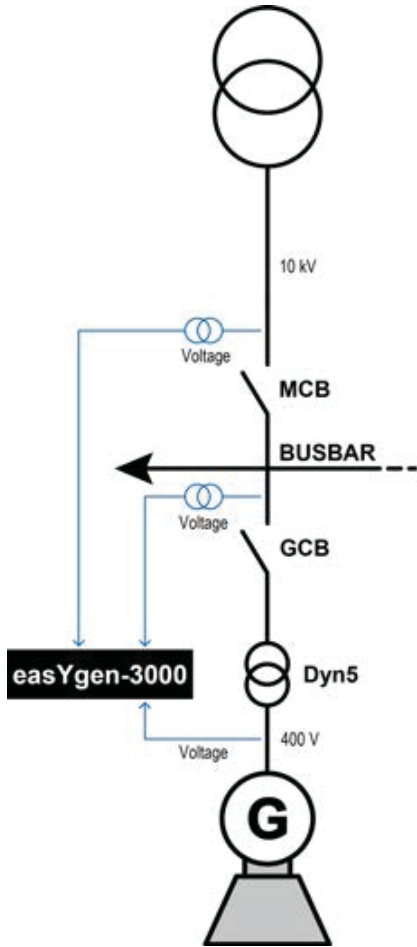 10 kV
Voltage
MCB
BUSBAR
Voltage
GCB
easYgen-3000
Dyn5
Voltage
400 V
G